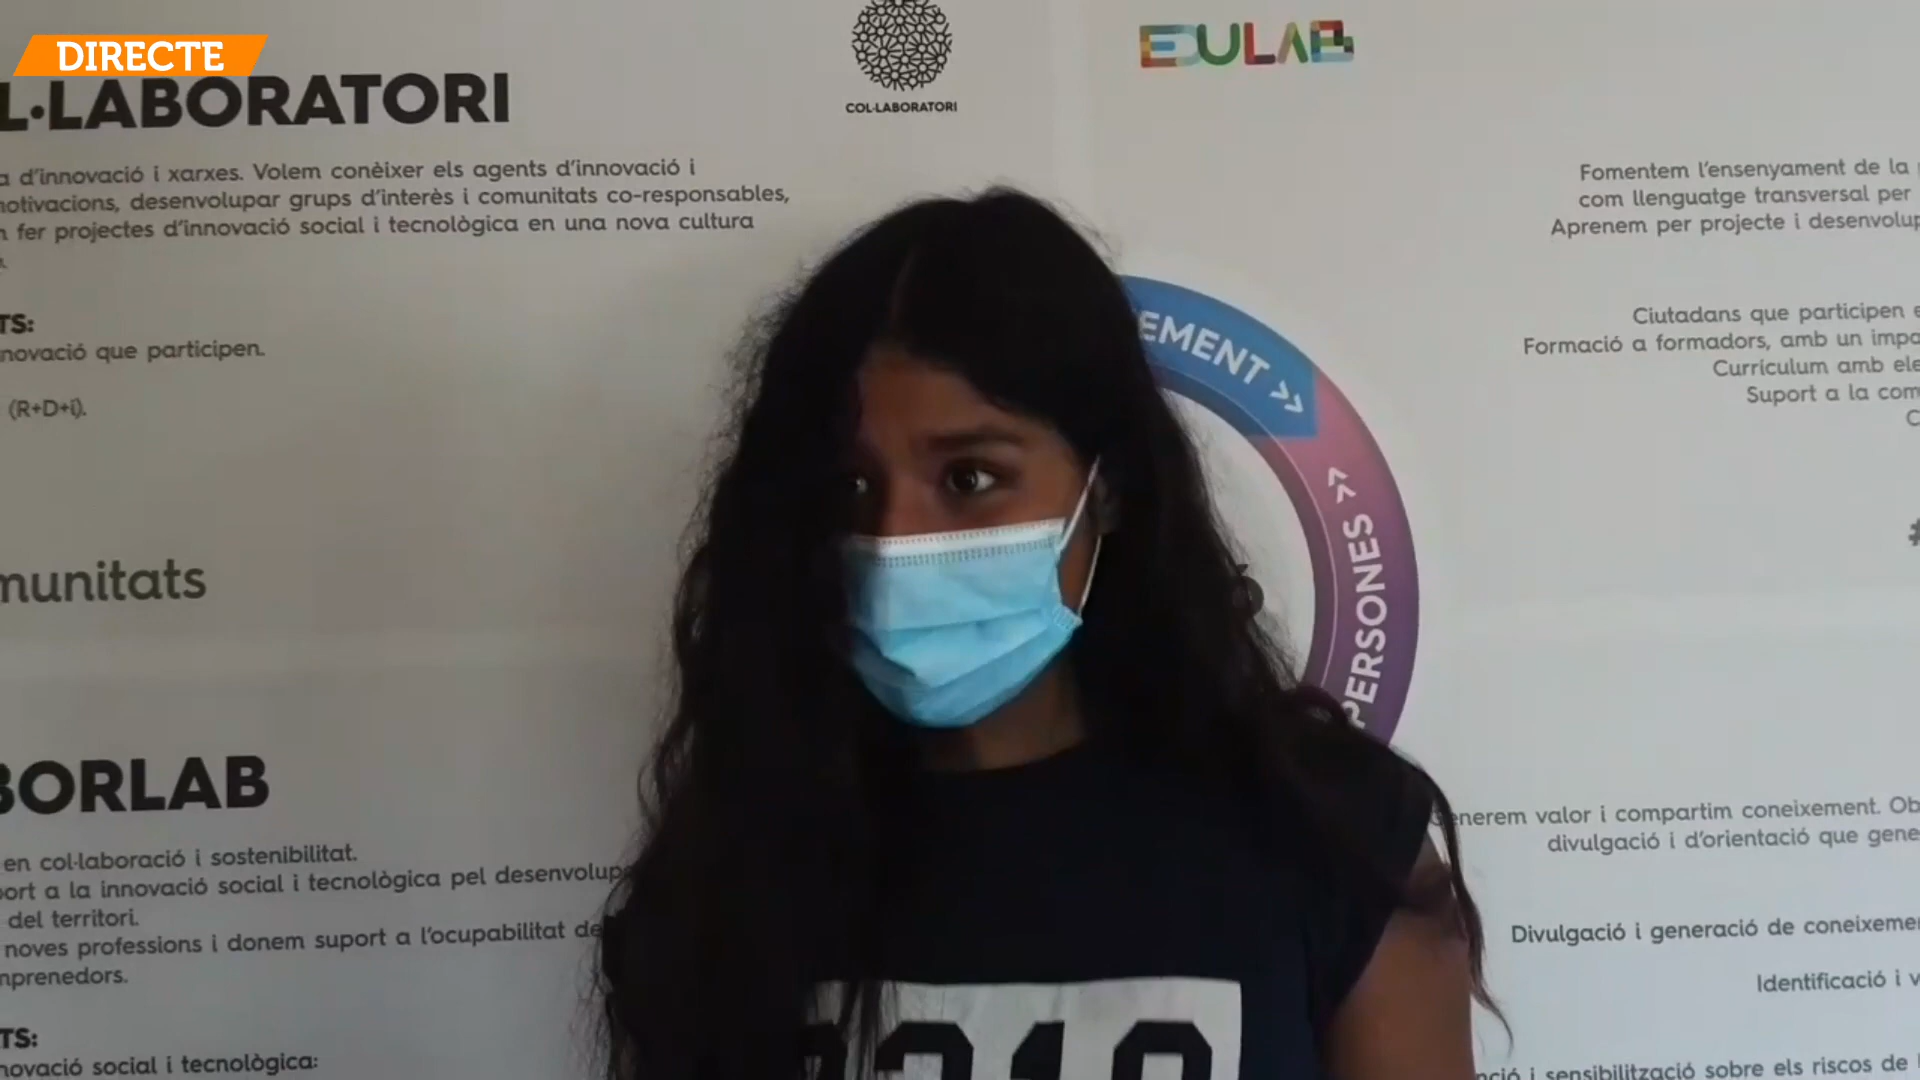 DIRECTE
L·LABORATORI
COL·LABORATORI
EDULAB
d'innovació i xarxes. Volem conèixer els agents d'innovació i
desenvolupar grups d'interès i comunitats co-responsables,
fer projectes d'innovació social i tecnològica en una nova cultura
TS:
que participen.
(R+D+i).
munitats
BORLAB
en col·laboració i sostenibilitat.
a la innovació social i tecnològica pel desenvolup
del territori.
noves professions i donem suport a l'ocupabilitat de
TS:
social i tecnològica:
Fomentem l'ensenyament de la
com llenguatge transversal per
Aprenem per projecte i desenvolup
Ciutadans que participen e
Formació a formadors, amb un impa
Currículum amb ele
Suport a la com
C
EMENT >>
PERSONES >>
enerem valor i compartim coneixement. Ob
divulgació i d'orientació que gene
Divulgació i generació de coneixeme
Identificació i v
i sensibilització sobre els riscos de